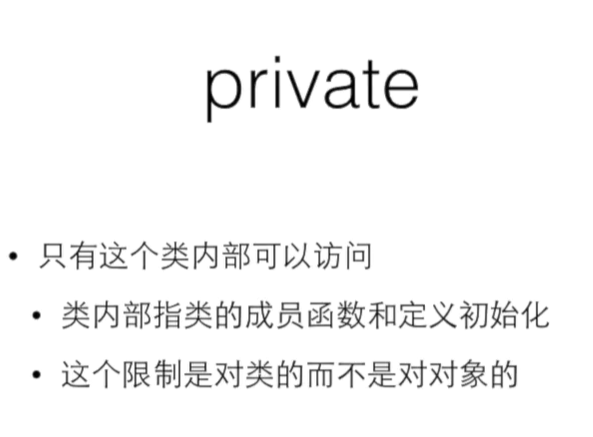 private
• 只有这个类内部可以访问
• 类内部指类的成员函数和定义初始化
• 这个限制是对类的而不是对对象的